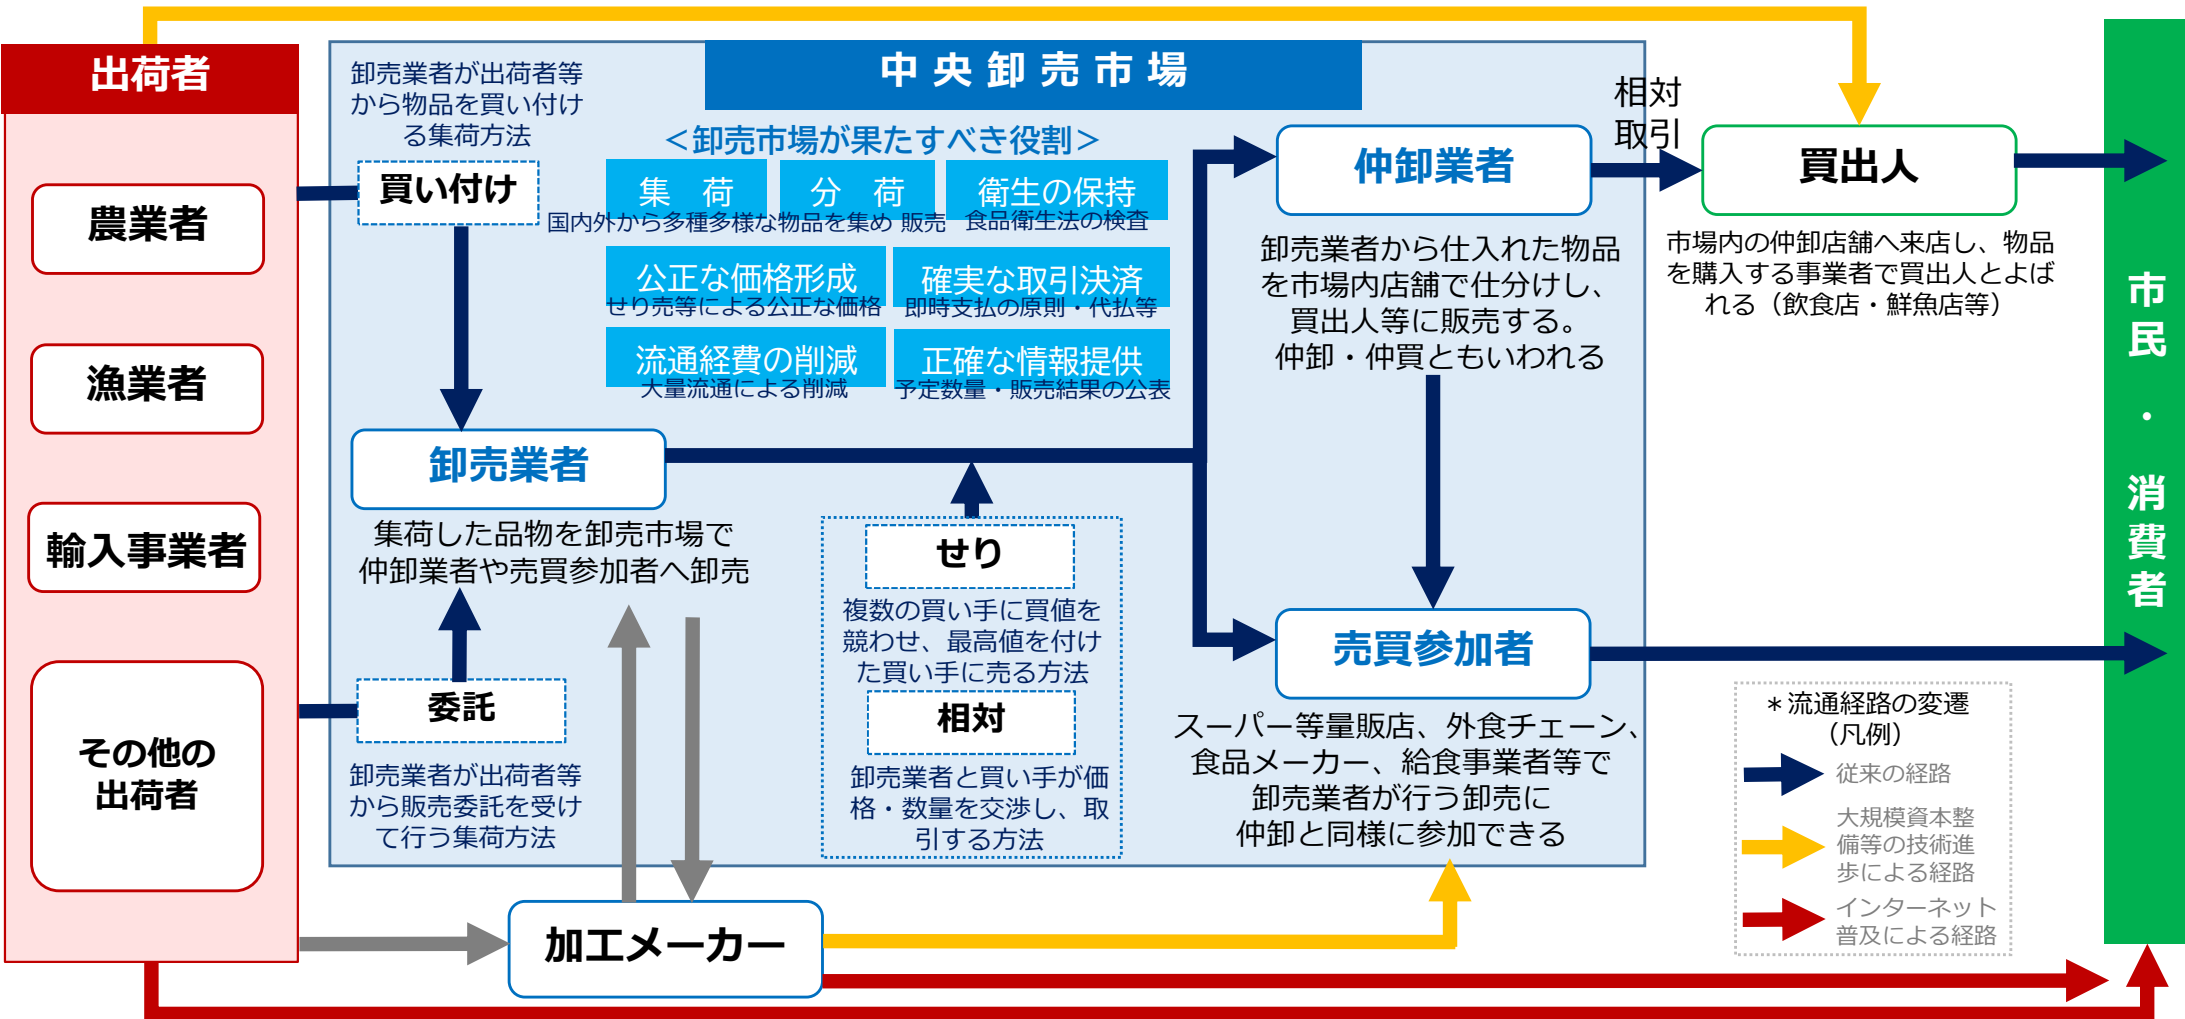 出荷者
農業者
漁業者
輸入事業者
その他の
出荷者
中央卸売市場
卸売業者が出荷者等
から物品を買い付け
る集荷方法
買い付け
＜卸売市場が果たすべき役割＞
集　荷
分　荷
衛生の保持
国内外から多種多様な物品を集め 販売
食品衛生法の検査
公正な価格形成
確実な取引決済
せり売等による公正な価格
即時支払の原則・代払等
流通経費の削減
正確な情報提供
大量流通による削減
予定数量・販売結果の公表
卸売業者
集荷した品物を卸売市場で
仲卸業者や売買参加者へ卸売
委託
卸売業者が出荷者等
から販売委託を受け
て行う集荷方法
せり
複数の買い手に買値を
競わせ、最高値を付け
た買い手に売る方法
相対
卸売業者と買い手が価
格・数量を交渉し、取
引する方法
仲卸業者
卸売業者から仕入れた物品
を市場内店舗で仕分けし、
買出人等に販売する。
仲卸・仲買ともいわれる
売買参加者
スーパー等量販店、外食チェーン、
食品メーカー、給食事業者等で
卸売業者が行う卸売に
仲卸と同様に参加できる
相対
取引
買出人
市場内の仲卸店舗へ来店し、物品
を購入する事業者で買出人とよば
れる（飲食店・鮮魚店等）
加工メーカー
＊流通経路の変遷
（凡例）
従来の経路
大規模資本整
備等の技術進
歩による経路
インターネット
普及による経路
市民・消費者